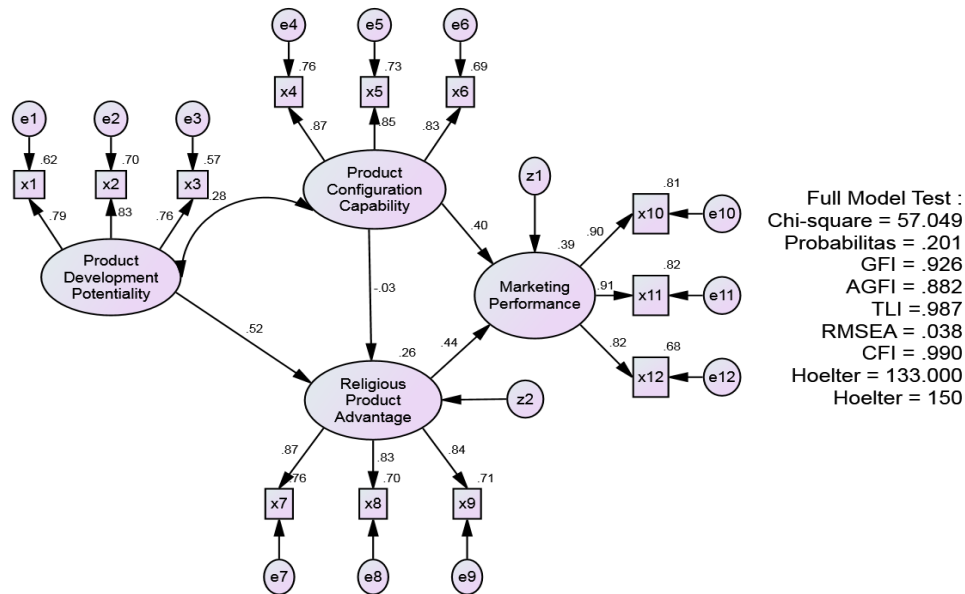 e4
e5
e6
.76
.73
.69
x4
x5
x6
.87
.85
.83
e1
e2
e3
.62
.70
.57
x1
x2
x3
.28
.79
.83
.76
Product
Configuration
Capability
Product
Development
Potentiality
z1
.40
.39
Marketing
Performance
.81
x10
e10
.90
.82
x11
e11
.91
.68
x12
e12
.82
-.03
.52
.44
.26
Religious
Product
Advantage
z2
.87
.83
.84
.76
.70
.71
x7
x8
x9
e7
e8
e9
Full Model Test :
Chi-square = 57.049
Probabilitas = .201
GFI = .926
AGFI = .882
TLI =.987
RMSEA = .038
CFI = .990
Hoelter = 133.000
Hoelter = 150